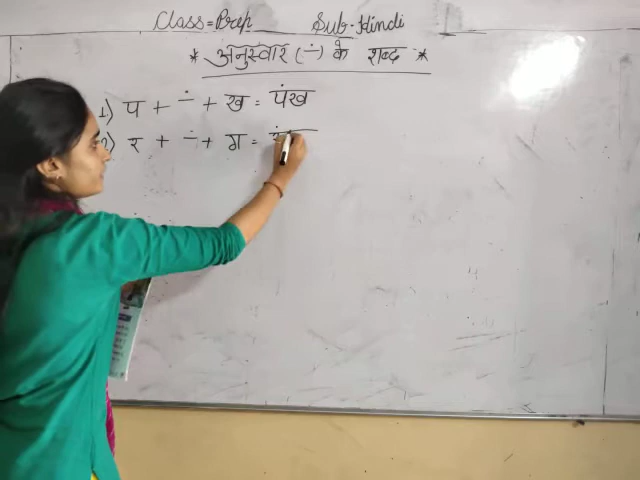 Class=Prep Sub-Hindi
* अनुस्वार (-ं) के शब्द *
1) प + -ं + ख = पंख
2) र + -ं + ग =